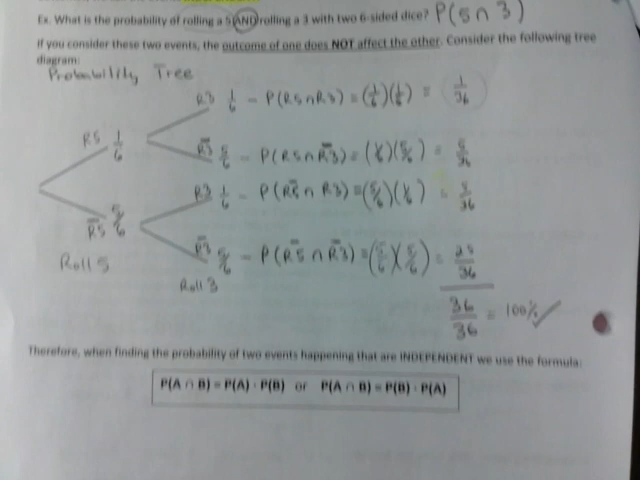 Ex. What is the probability of rolling a 5 AND rolling a 3 with two 6-sided dice? P(5∩3)
If you consider these two events, the outcome of one does NOT affect the other. Consider the following tree
diagram:
Probability Tree
R3 1/6 - P(R5∩R3) = (1/6)(1/6) = 1/36
R5 1/6
R̅3̅ 5/6 - P(R5∩R̅3̅) = (1/6)(5/6) = 5/36
R3 1/6 - P(R̅5̅∩R3) = (5/6)(1/6) = 5/36
R̅5̅ 5/6
R̅3̅ 5/6 - P(R̅5̅∩R̅3̅) = (5/6)(5/6) = 25/36
Roll 5
Roll 3
36/36 = 100% ✓
Therefore, when finding the probability of two events happening that are INDEPENDENT we use the formula:
P(A ∩ B) = P(A) · P(B) or P(A ∩ B) = P(B) · P(A)